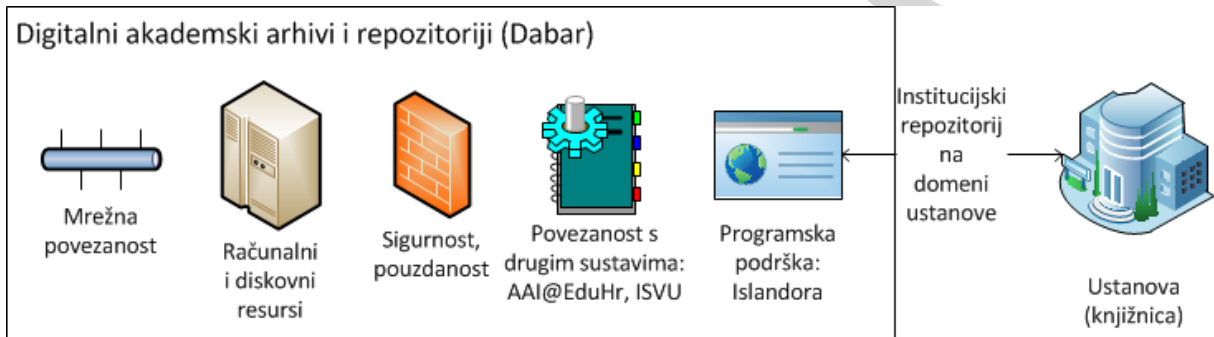 Digitalni akademski arhivi i repozitoriji (Dabar)
Mrežna
povezanost
Računalni
i diskovni
resursi
Sigurnost,
pouzdanost
Povezanost s
drugim sustavima:
AAI@EduHr, ISVU
Programska
podrška:
Islandora
Institucijski
repozitorij
na
domeni
ustanove
Ustanova
(knjižnica)